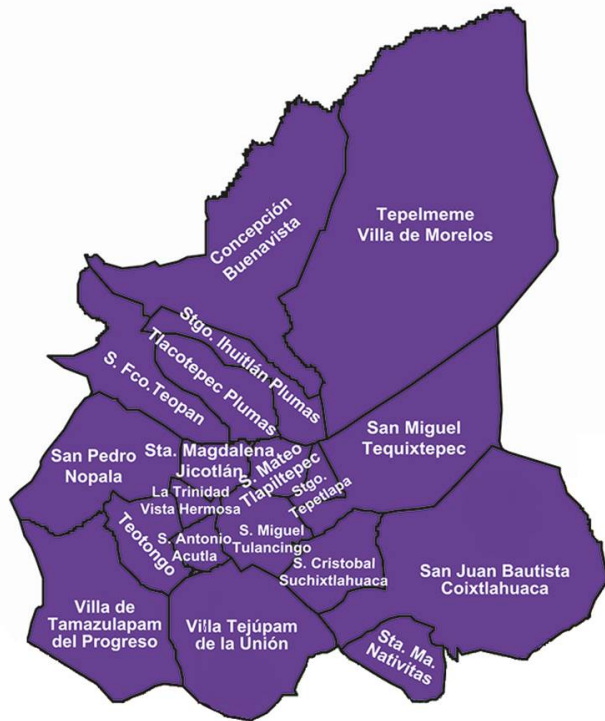 Concepción
Buenavista
Tepelmeme
Villa de Morelos
Stgo. Ihuitlán Plumas
Tlacotepec Plumas
S. Fco.Teopan
San Miguel
Tequixtepec
San Pedro
Nopala
Sta. Magdalena
Jicotlán
S. Mateo
Tlapiltepec
Stgo.
Tepetlapa
La Trinidad
Vista Hermosa
Teotongo
S. Antonio
Acutla
S. Miguel
Tulancingo
S. Cristobal
Suchixtlahuaca
San Juan Bautista
Coixtlahuaca
Villa de
Tamazulapam
del Progreso
Villa Tejúpam
de la Unión
Sta. Ma.
Nativitas